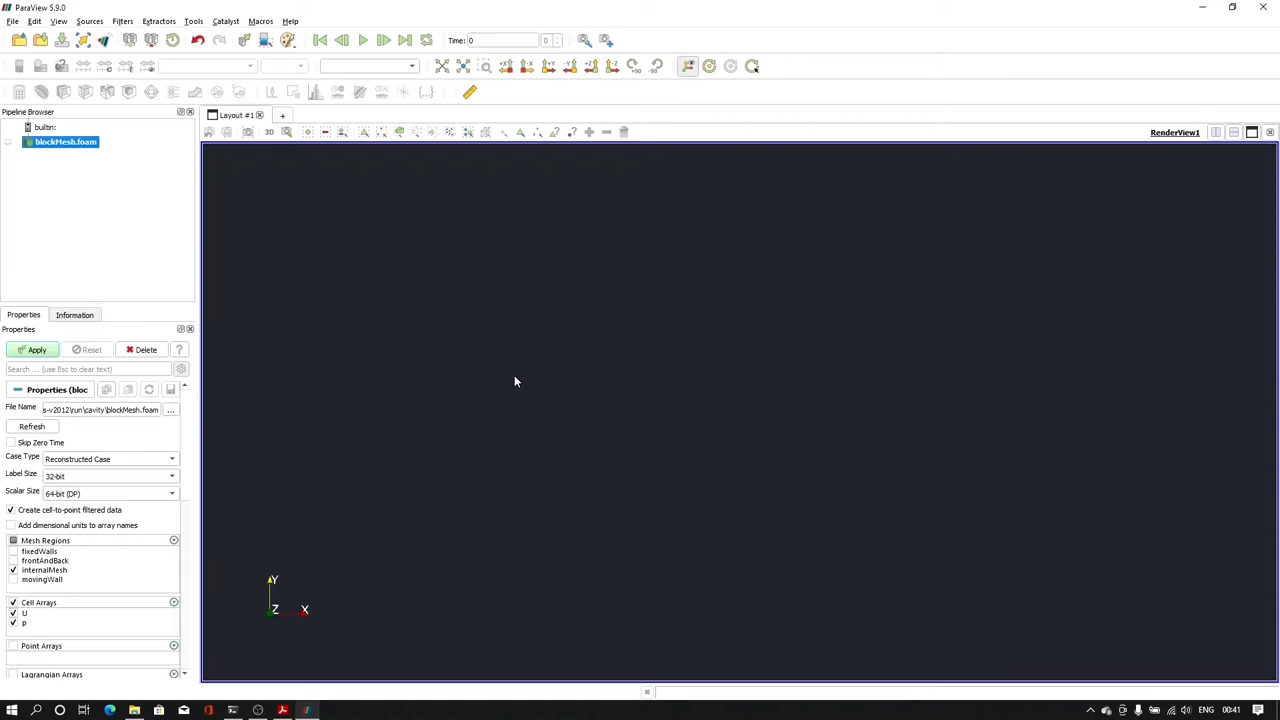 ParaView 5.9.0
File Edit View Sources Filters Extractors Tools Catalyst Macros Help
Time: 0 0
+X -X +Y -Y +Z -Z +90 -90
Pipeline Browser
Layout #1 +
builtin:
3D
RenderView1
blockMesh.foam
Properties Information
Properties
Apply Reset Delete ?
Search ... (use Esc to clear text)
Properties (bloc
File Name s-v2012\run\cavity\blockMesh.foam ...
Refresh
Skip Zero Time
Case Type Reconstructed Case
Label Size 32-bit
Scalar Size 64-bit (DP)
Create cell-to-point filtered data
Add dimensional units to array names
Mesh Regions
fixedWalls
frontAndBack
internalMesh
movingWall
Cell Arrays
U
p
Point Arrays
Lagrangian Arrays
Y
Z X
ENG 00:41